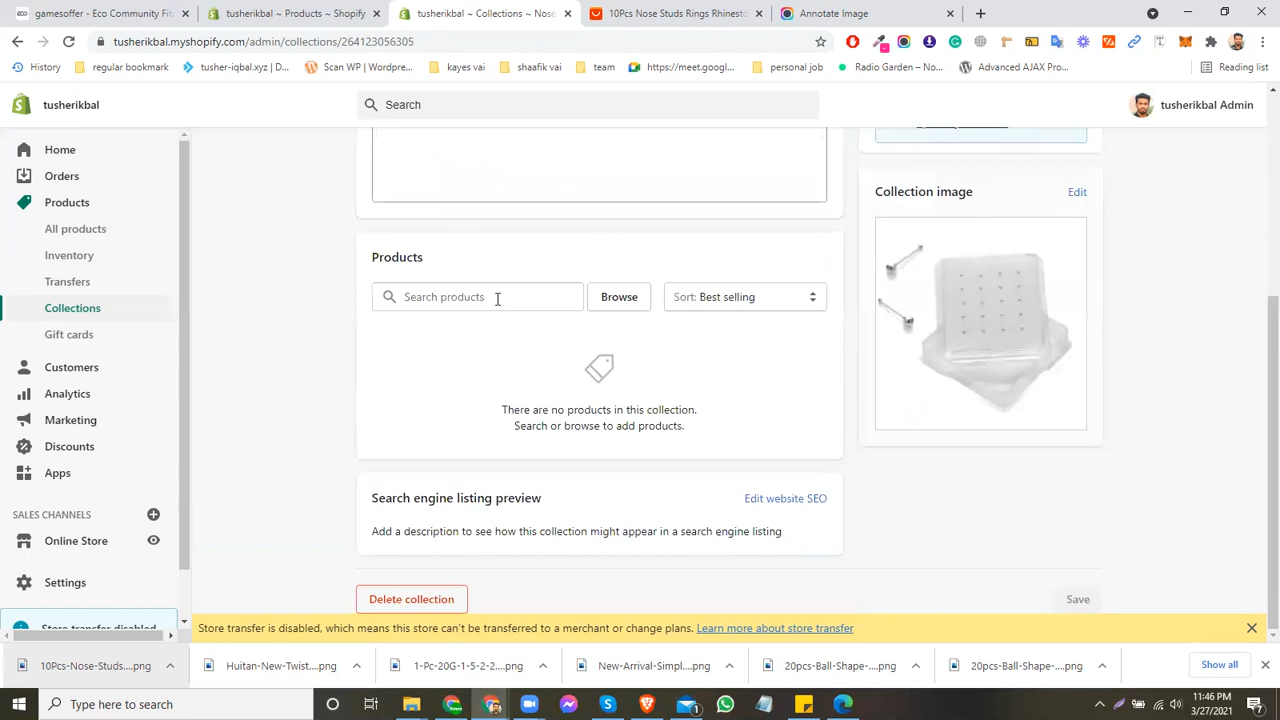 gamesoffer - Eco Community Fib
tusherikbal ~ Products ~ Shopify
tusherikbal ~ Collections ~ Nose
10Pcs Nose Studs Rings Rhinesto
Annotate Image
tusherikbal.myshopify.com/admin/collections/264123056305
History
regular bookmark
tusher-iqbal.xyz | D...
Scan WP | Wordpre...
kayes vai
shaafik vai
team
https://meet.googl...
personal job
Radio Garden – No...
Advanced AJAX Pro...
Reading list
tusherikbal
Search
tusherikbal Admin
Home
Orders
Products
All products
Inventory
Transfers
Collections
Gift cards
Customers
Analytics
Marketing
Discounts
Apps
SALES CHANNELS
Online Store
Settings
Collection image
Edit
Products
Search products
Browse
Sort: Best selling
There are no products in this collection.
Search or browse to add products.
Search engine listing preview
Edit website SEO
Add a description to see how this collection might appear in a search engine listing
Delete collection
Save
Store transfer is disabled, which means this store can't be transferred to a merchant or change plans. Learn more about store transfer
10Pcs-Nose-Studs....png
Huitan-New-Twist....png
1-Pc-20G-1-5-2-2....png
New-Arrival-Simpl....png
20pcs-Ball-Shape-....png
20pcs-Ball-Shape-....png
Show all
Type here to search
11:46 PM
3/27/2021